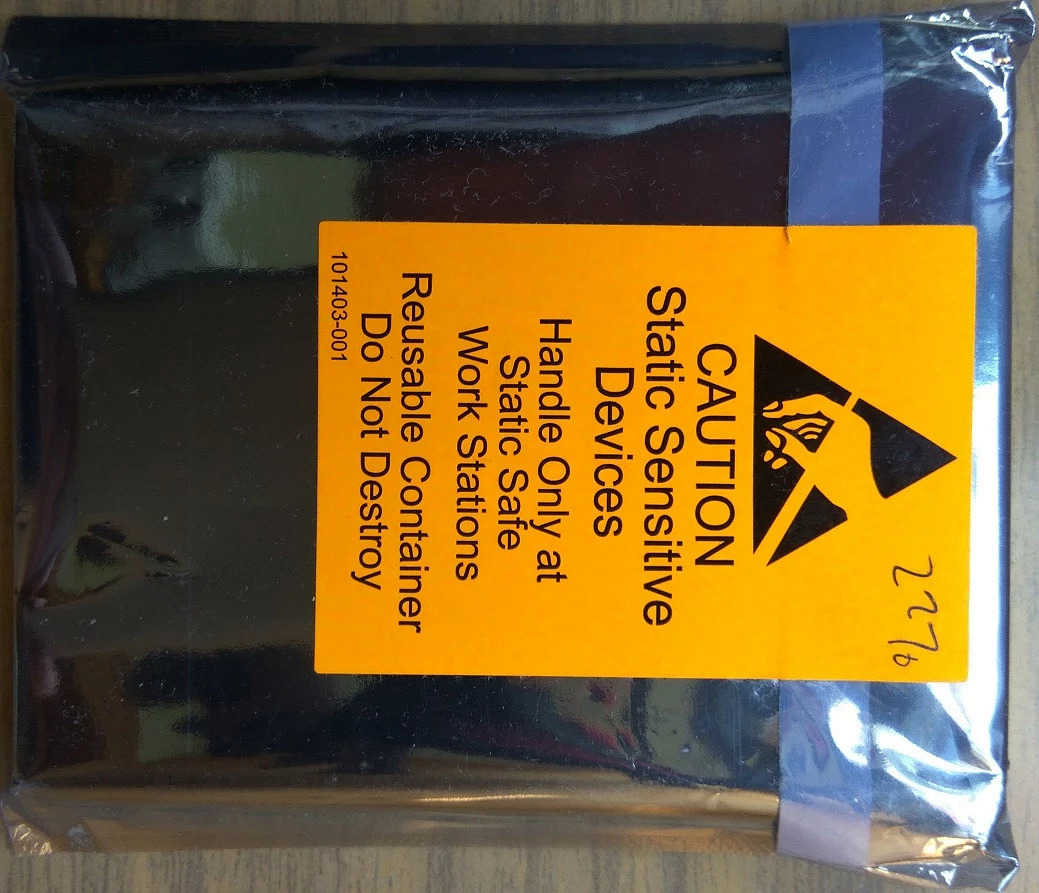 2276
CAUTION
Static Sensitive
Devices
Handle Only at
Static Safe
Work Stations
Reusable Container
Do Not Destroy
101403-001